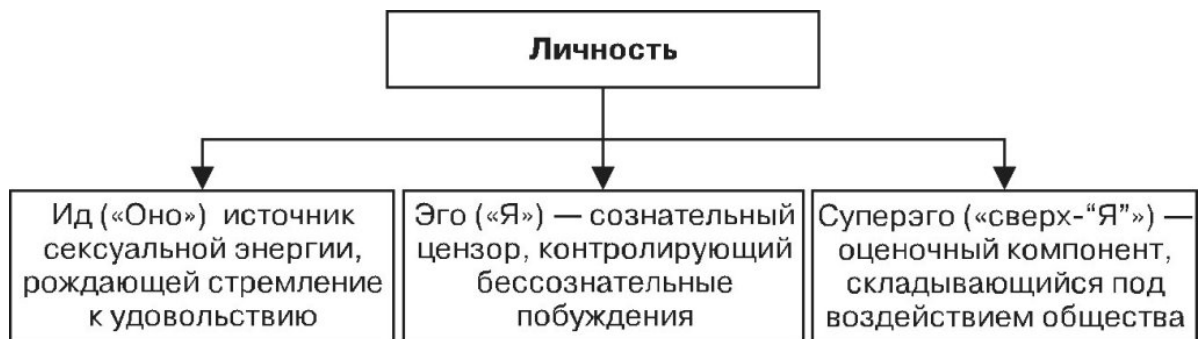 Личность
Ид («Оно») источник
сексуальной энергии,
рождающей стремление
к удовольствию
Эго («Я») — сознательный
цензор, контролирующий
бессознательные
побуждения
Суперэго («сверх-“Я”») —
оценочный компонент,
складывающийся под
воздействием общества